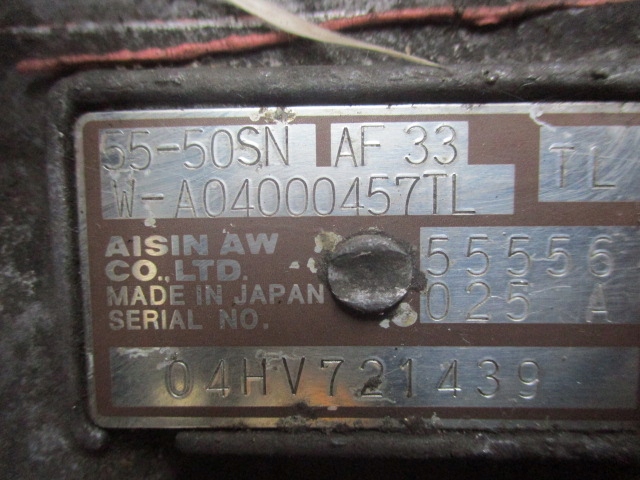 55-50SN AF 33
W-A04000457TL
TL
AISIN AW
CO.,LTD.
MADE IN JAPAN
SERIAL NO.
55556
025 A
04HV721439